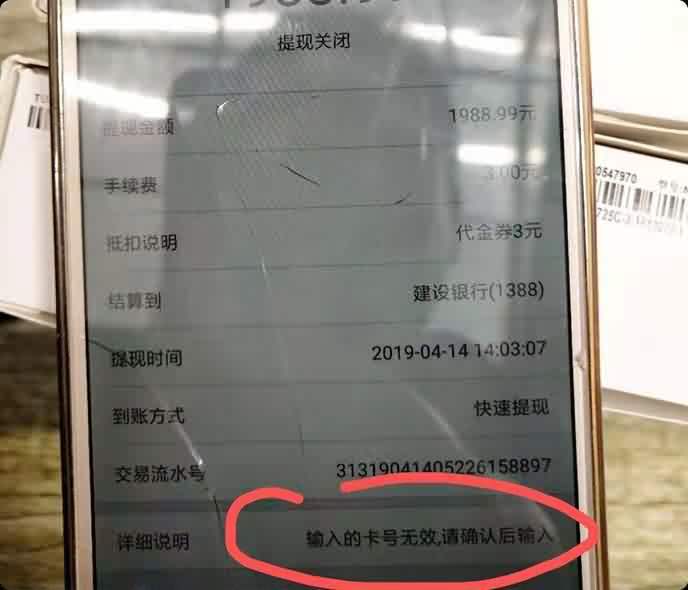 提现关闭
提现金额 1988.99元
手续费 3.00元
抵扣说明 代金券3元
结算到 建设银行(1388)
提现时间 2019-04-14 14:03:07
到账方式 快速提现
交易流水号 31319041405226158897
详细说明 输入的卡号无效,请确认后输入
0547970